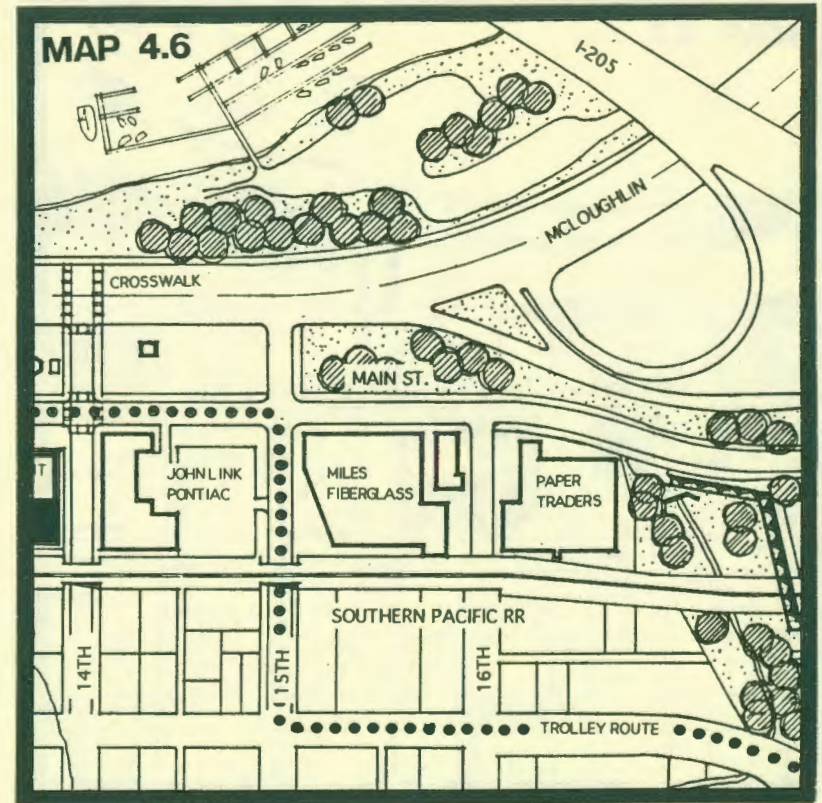 MAP 4.6
I-205
MCLOUGHLIN
CROSSWALK
MAIN ST.
JOHN LINK
PONTIAC
MILES
FIBERGLASS
PAPER
TRADERS
SOUTHERN PACIFIC RR
14TH
15TH
16TH
TROLLEY ROUTE